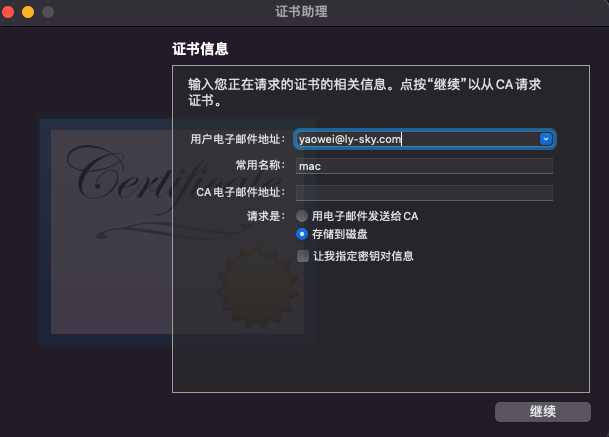 证书助理
证书信息
输入您正在请求的证书的相关信息。点按“继续”以从 CA 请求
证书。
用户电子邮件地址： yaowei@ly-sky.com
常用名称： mac
CA 电子邮件地址：
请求是： 用电子邮件发送给 CA
存储到磁盘
让我指定密钥对信息
Certificate
继续